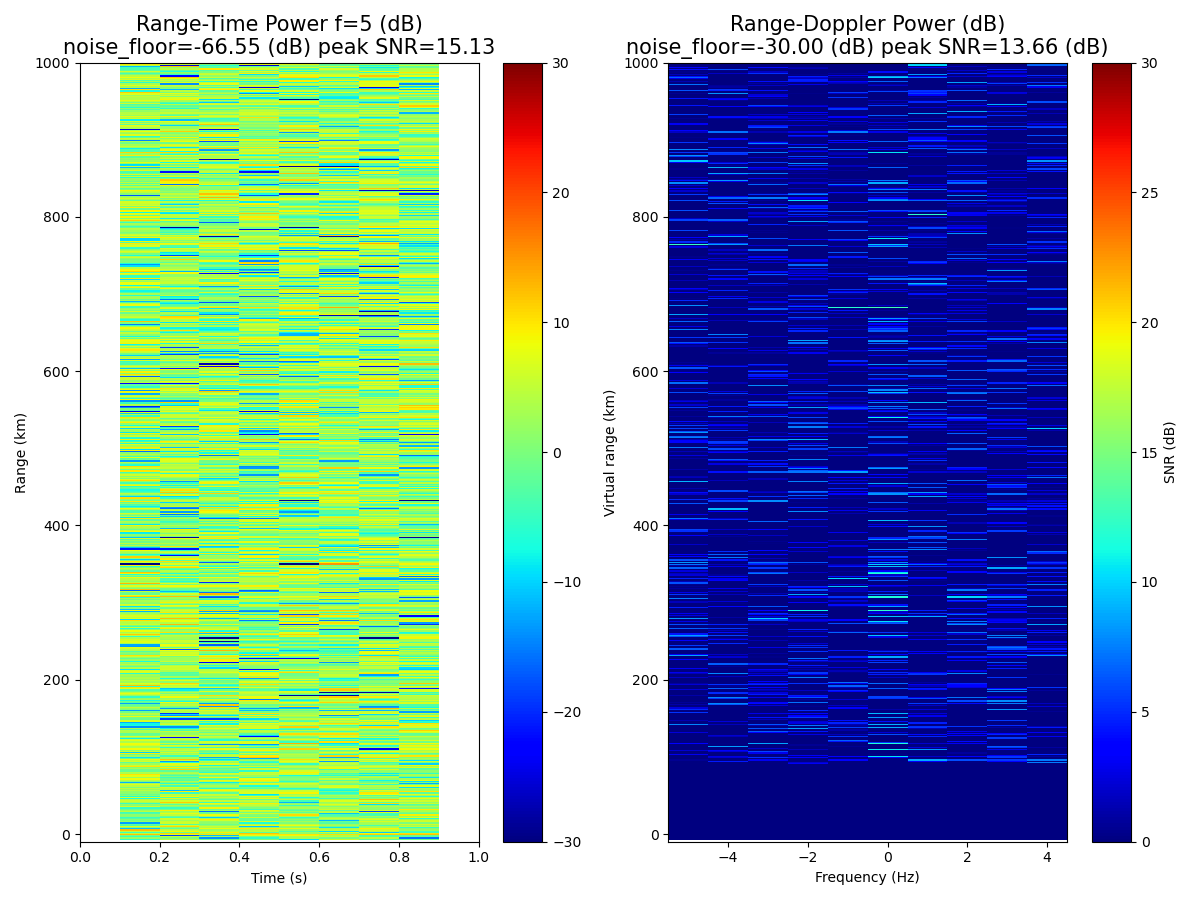 Range-Time Power f=5 (dB)
noise_floor=-66.55 (dB) peak SNR=15.13
1000
800
600
400
200
0
Range (km)
0.0 0.2 0.4 0.6 0.8 1.0
Time (s)
30
20
10
0
−10
−20
−30
Range-Doppler Power (dB)
noise_floor=-30.00 (dB) peak SNR=13.66 (dB)
1000
800
600
400
200
0
Virtual range (km)
−4 −2 0 2 4
Frequency (Hz)
30
25
20
15
10
5
0
SNR (dB)